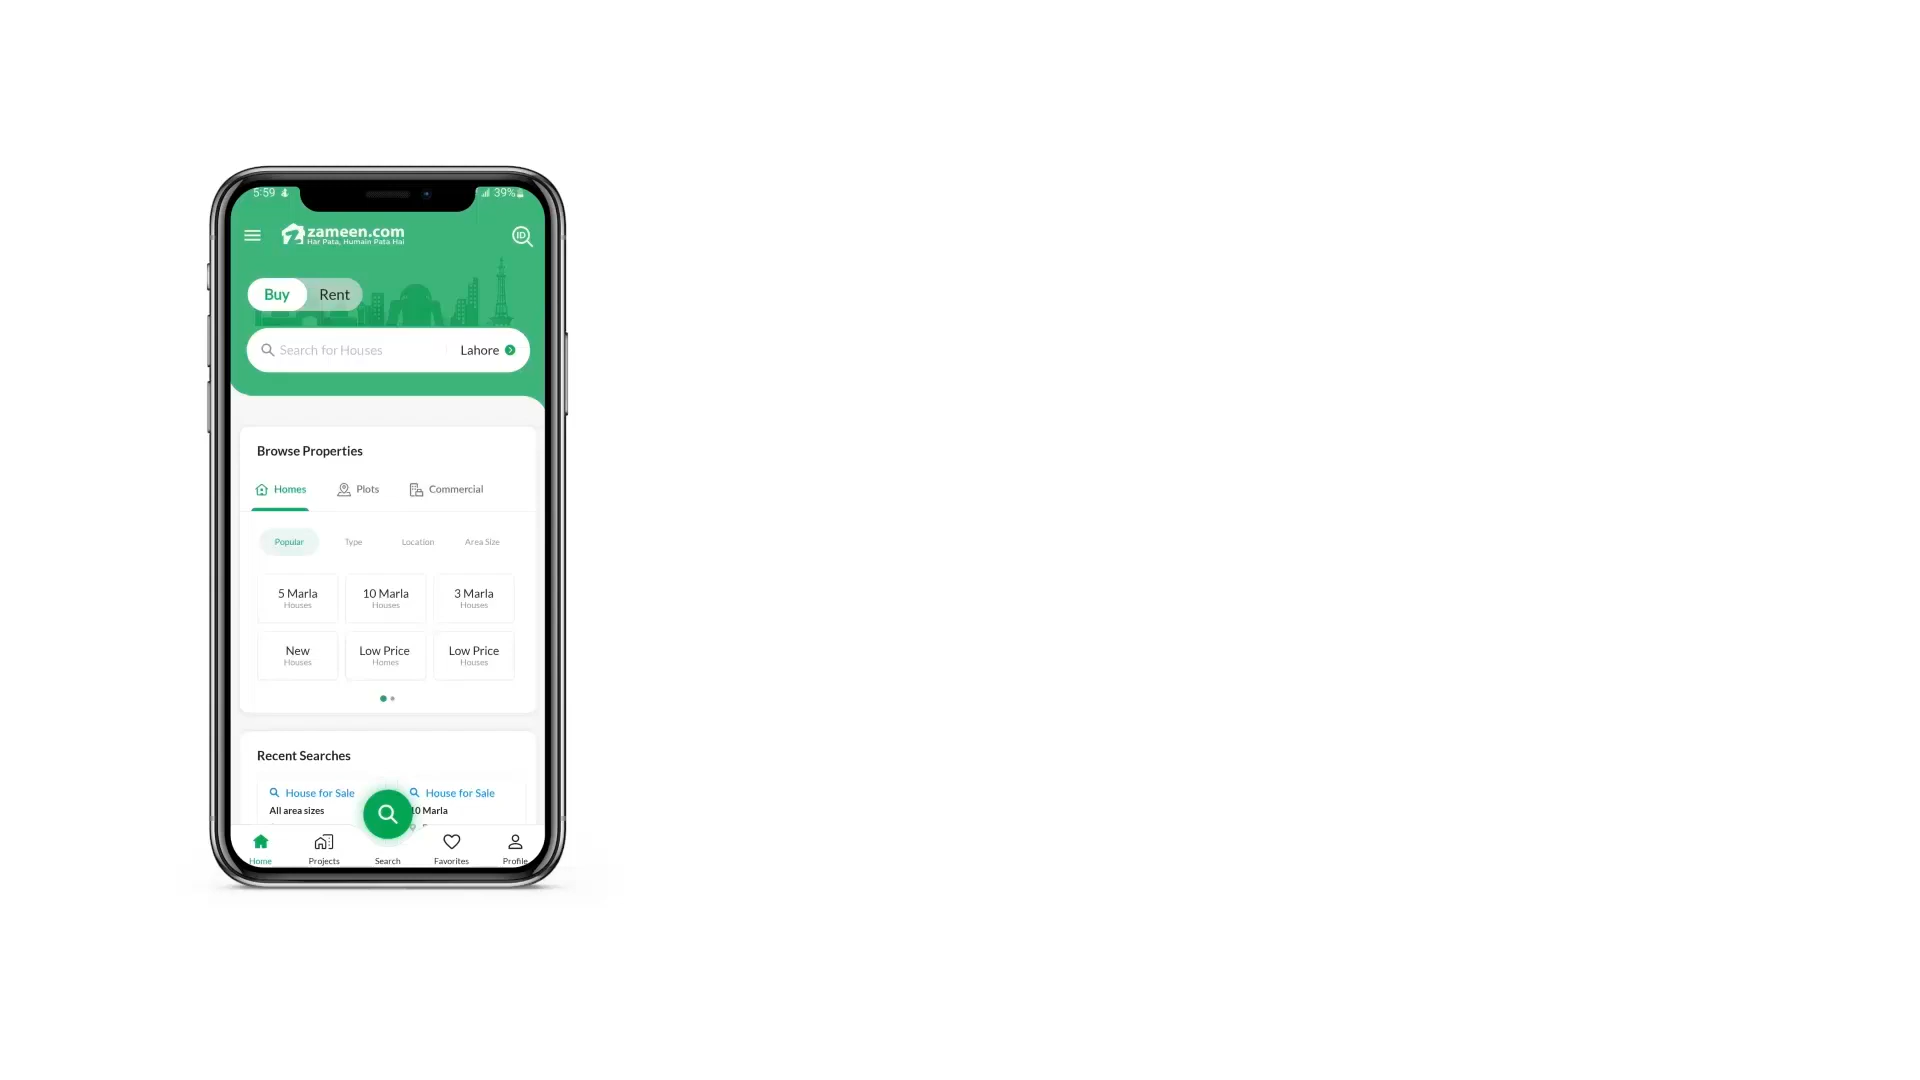 5:59 39%
zameen.com
Har Pata, Humain Pata Hai
ID
Buy Rent
Search for Houses Lahore
Browse Properties
Homes Plots Commercial
Popular Type Location Area Size
5 Marla 10 Marla 3 Marla
Houses Houses Houses
New Low Price Low Price
Houses Homes Houses
Recent Searches
House for Sale House for Sale
All area sizes 10 Marla
Home Projects Search Favorites Profile